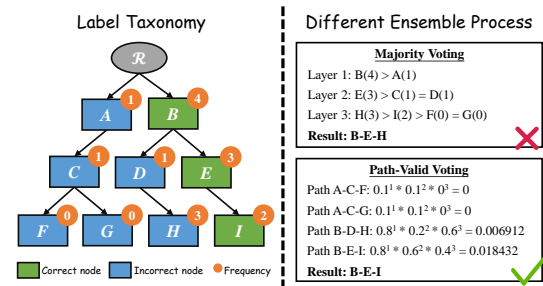 Label Taxonomy
R
1
4
A
B
1
1
3
C
D
E
0
0
3
2
F
G
H
I
Correct node
Incorrect node
Frequency
Different Ensemble Process
Majority Voting
Layer 1: B(4) > A(1)
Layer 2: E(3) > C(1) = D(1)
Layer 3: H(3) > I(2) > F(0) = G(0)
Result: B-E-H
Path-Valid Voting
Path A-C-F: 0.1¹ * 0.1² * 0³ = 0
Path A-C-G: 0.1¹ * 0.1² * 0³ = 0
Path B-D-H: 0.8¹ * 0.2² * 0.6³ = 0.006912
Path B-E-I: 0.8¹ * 0.6² * 0.4³ = 0.018432
Result: B-E-I